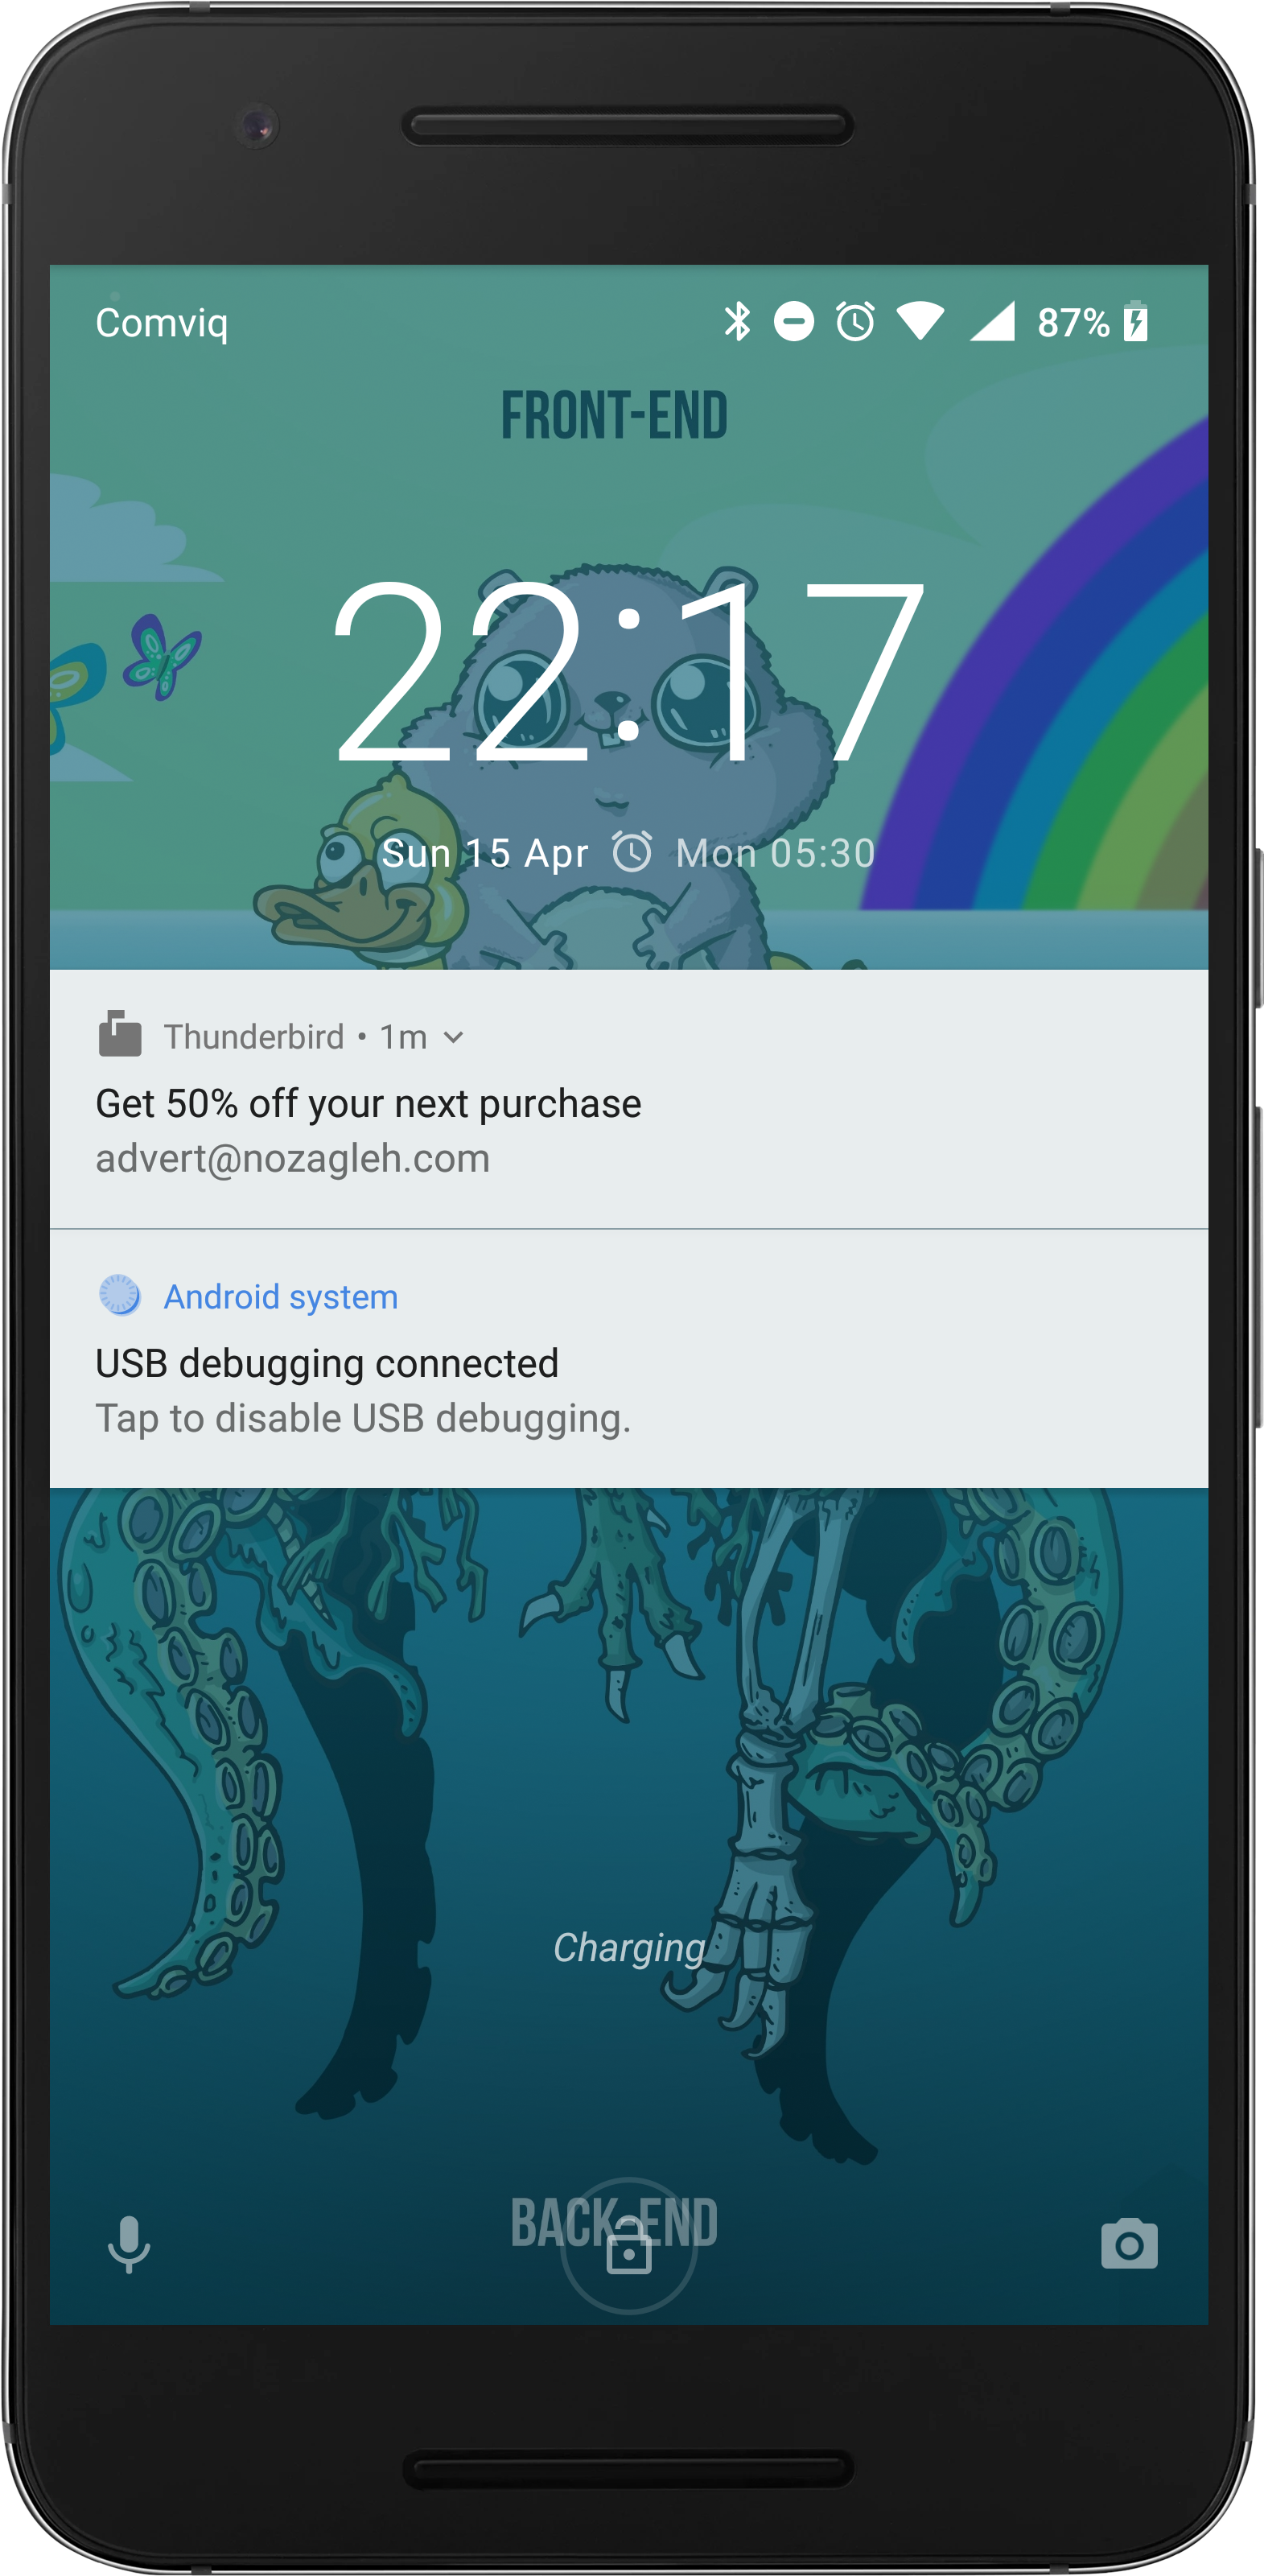 Comviq 87%
FRONT-END
22:17
Sun 15 Apr Mon 05:30
Thunderbird • 1m
Get 50% off your next purchase
advert@nozagleh.com
Android system
USB debugging connected
Tap to disable USB debugging.
Charging
BACK-END